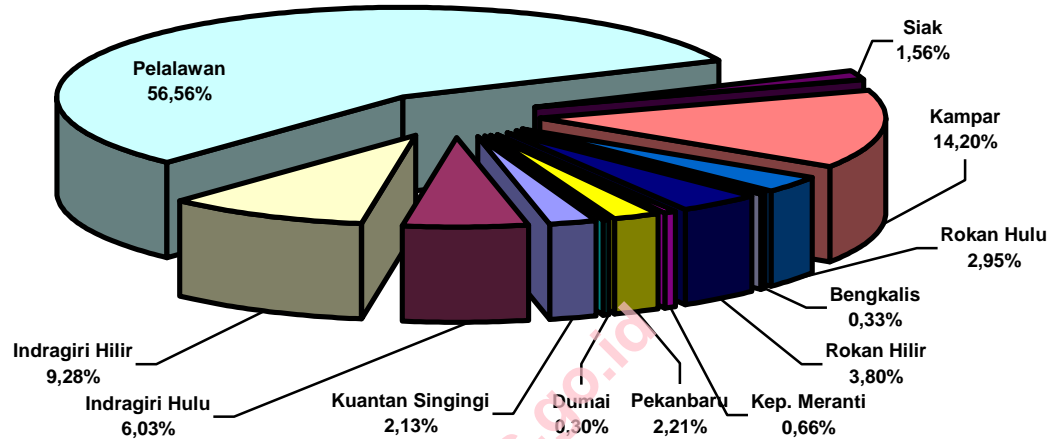 Siak
1,56%
Pelalawan
56,56%
Kampar
14,20%
Rokan Hulu
2,95%
Bengkalis
0,33%
Rokan Hilir
3,80%
Kep. Meranti
0,66%
Pekanbaru
2,21%
Dumai
0,30%
Kuantan Singingi
2,13%
Indragiri Hulu
6,03%
Indragiri Hilir
9,28%
s.go.id